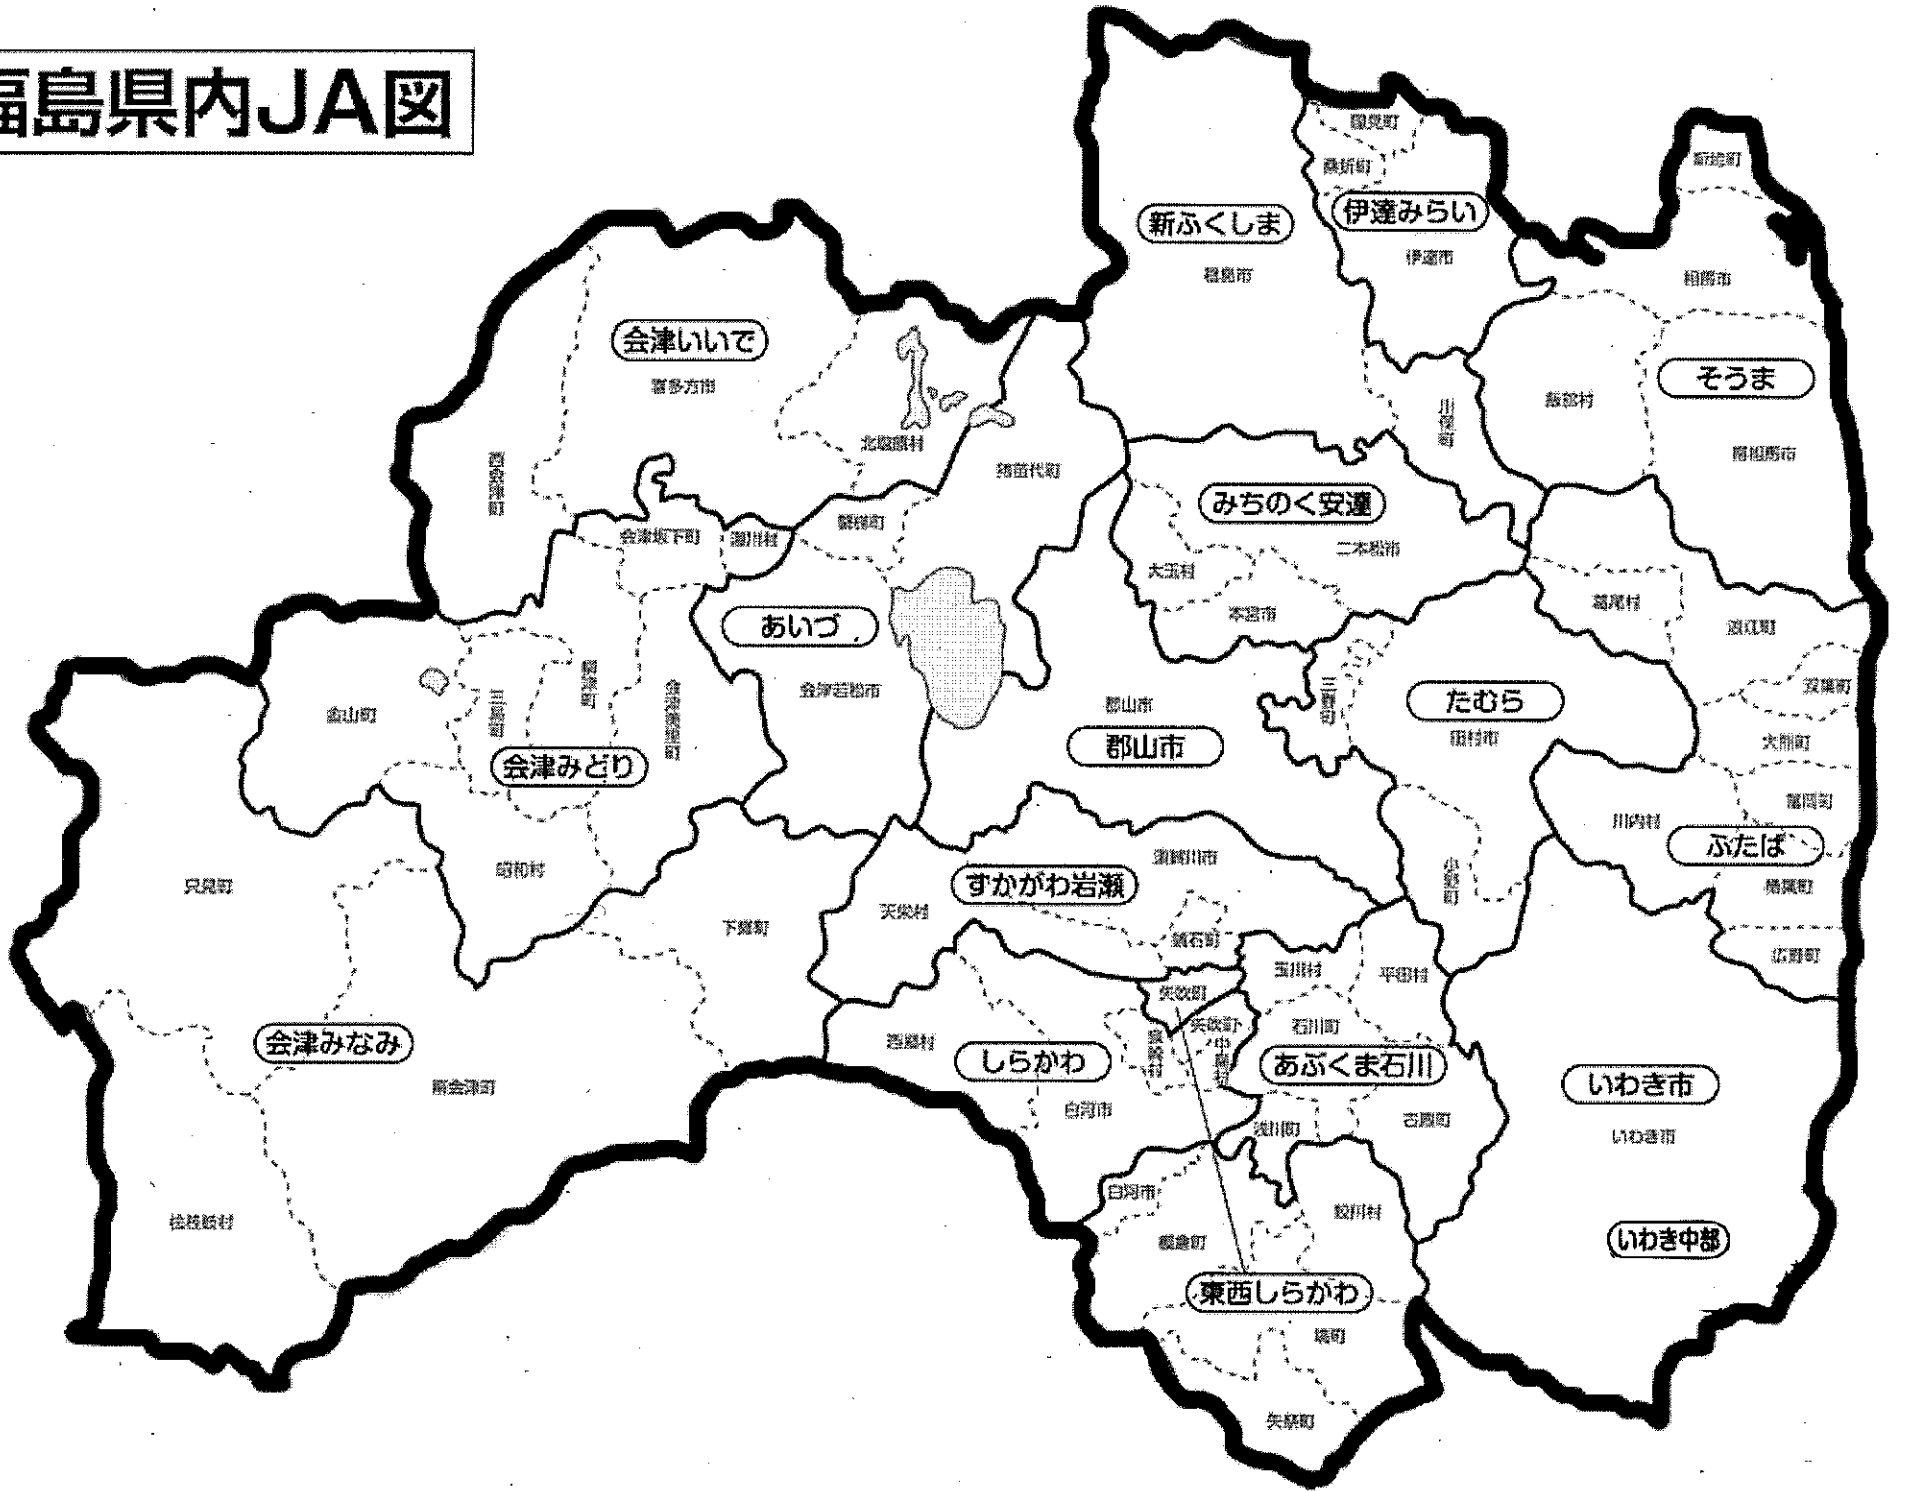 福島県内JA図
国見町
桑折町
新地町
新ふくしま
伊達みらい
福島市
伊達市
相馬市
会津いいで
喜多方市
そうま
飯舘村
川俣町
北塩原村
南相馬市
西会津町
猪苗代町
みちのく安達
磐梯町
会津坂下町
湯川村
二本松市
大玉村
本宮市
葛尾村
浪江町
あいづ
会津若松市
双葉町
金山町
三島町
柳津町
会津美里町
会津みどり
三春町
たむら
田村市
郡山市
郡山市
大熊町
富岡町
川内村
ふたば
楢葉町
広野町
只見町
昭和村
須賀川市
すかがわ岩瀬
小野町
天栄村
下郷町
鏡石町
玉川村
平田村
矢吹町
矢吹町
泉崎村
中島村
石川町
あぶくま石川
会津みなみ
南会津町
西郷村
しらかわ
白河市
いわき市
いわき市
浅川町
古殿町
檜枝岐村
白河市
鮫川村
棚倉町
いわき中部
東西しらかわ
塙町
矢祭町